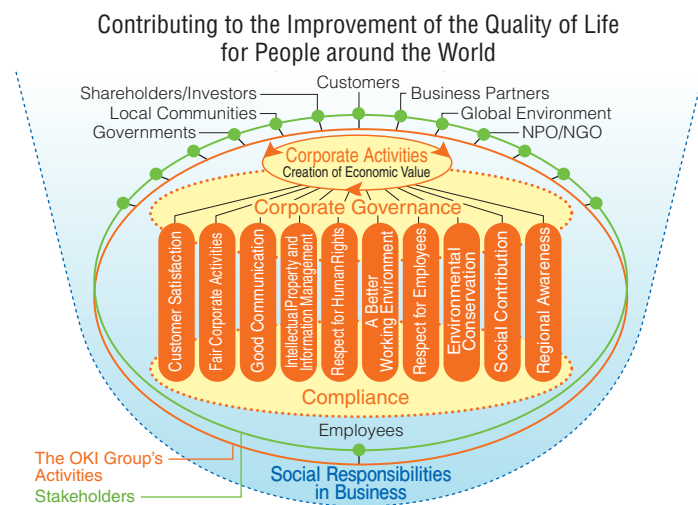 Contributing to the Improvement of the Quality of Life
for People around the World
Customers
Shareholders/Investors
Business Partners
Local Communities
Global Environment
Governments
NPO/NGO
Corporate Activities
Creation of Economic Value
Corporate Governance
Customer Satisfaction
Fair Corporate Activities
Good Communication
Intellectual Property and
Information Management
Respect for Human Rights
A Better
Working Environment
Respect for Employees
Environmental
Conservation
Social Contribution
Regional Awareness
Compliance
Employees
The OKI Group's
Activities
Stakeholders
Social Responsibilities
in Business